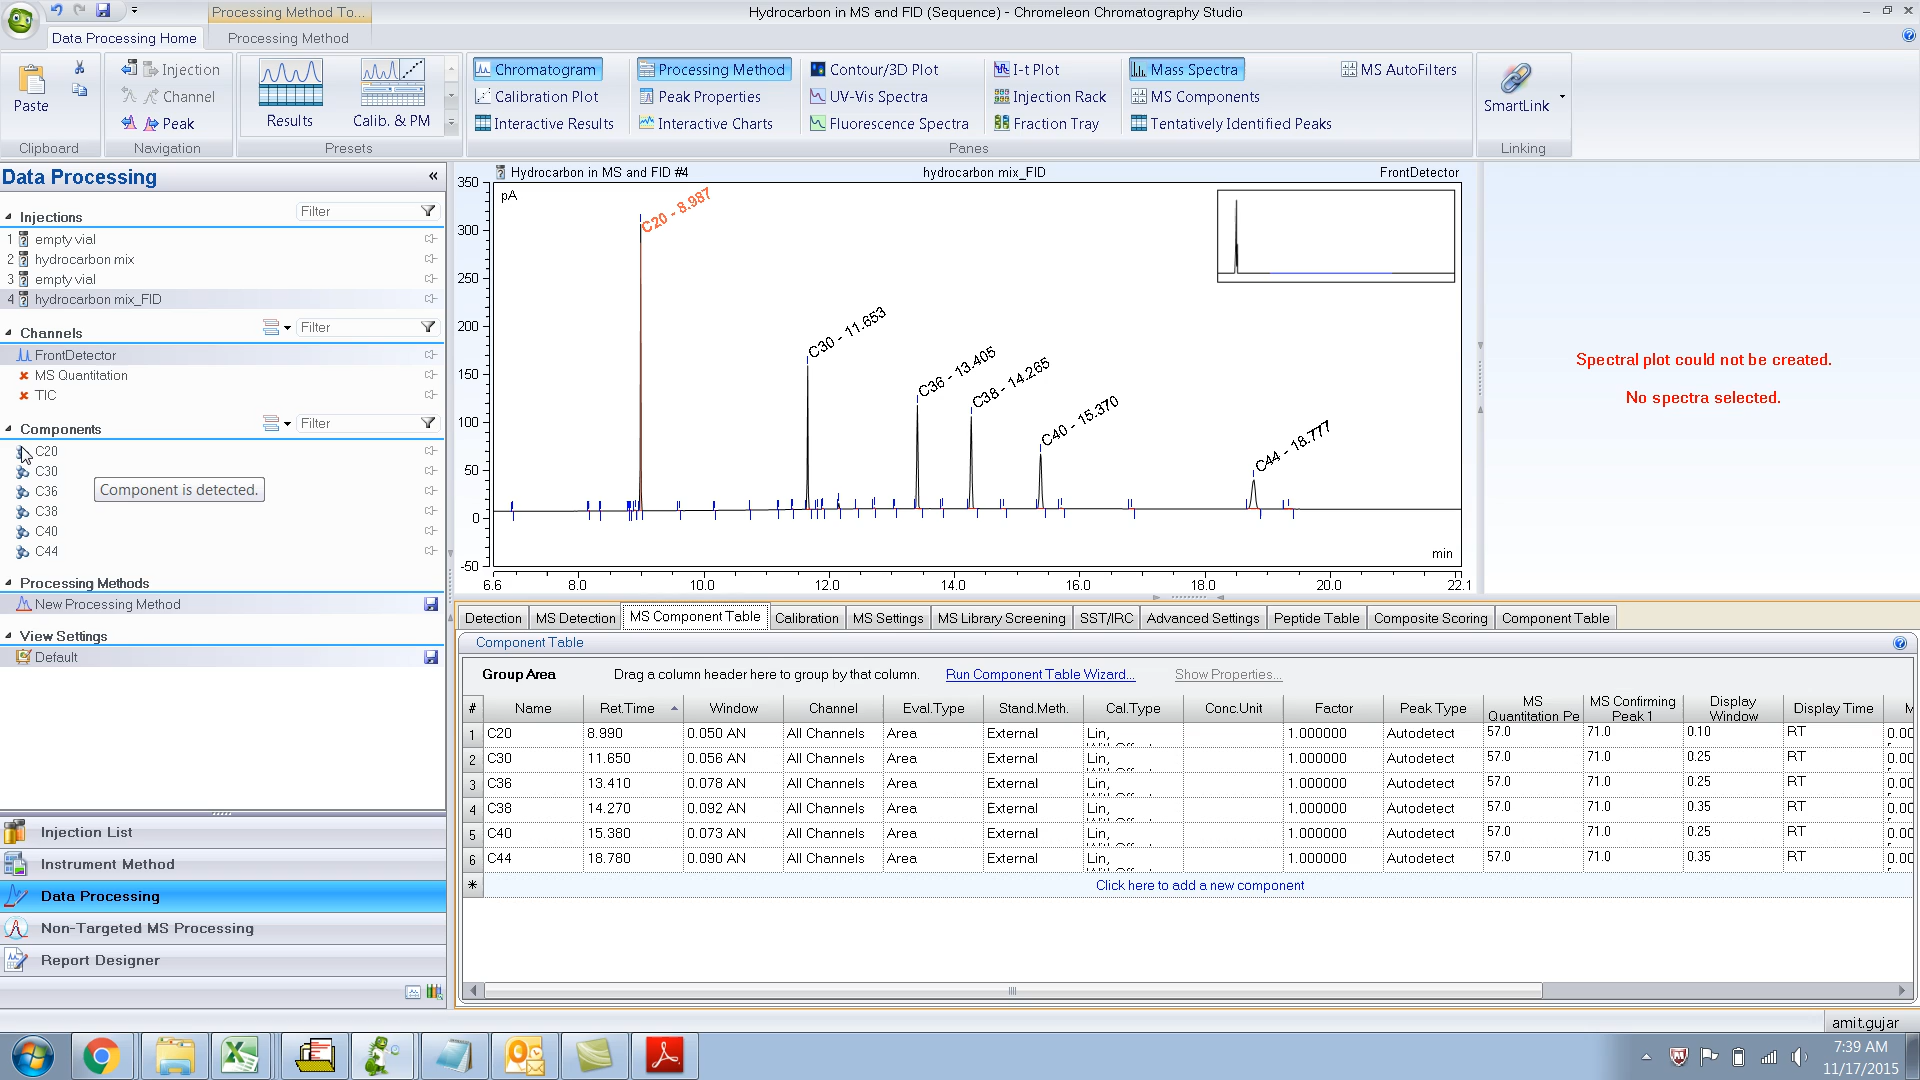 Processing Method To...
Hydrocarbon in MS and FID (Sequence) - Chromeleon Chromatography Studio
Data Processing Home
Processing Method
Paste
Clipboard
Injection
Channel
Peak
Navigation
Results
Calib. & PM
Presets
Chromatogram
Processing Method
Contour/3D Plot
I-t Plot
Mass Spectra
MS AutoFilters
Calibration Plot
Peak Properties
UV-Vis Spectra
Injection Rack
MS Components
Interactive Results
Interactive Charts
Fluorescence Spectra
Fraction Tray
Tentatively Identified Peaks
Panes
SmartLink
Linking
Data Processing
«
Injections
Filter
1 empty vial
2 hydrocarbon mix
3 empty vial
4 hydrocarbon mix_FID
Channels
Filter
FrontDetector
MS Quantitation
TIC
Components
Filter
C20
C30
C36
Component is detected.
C38
C40
C44
Processing Methods
New Processing Method
View Settings
Default
Injection List
Instrument Method
Data Processing
Non-Targeted MS Processing
Report Designer
Hydrocarbon in MS and FID #4
hydrocarbon mix_FID
FrontDetector
pA
350
300
250
200
150
100
50
0
-50
C20 - 8.987
C30 - 11.653
C36 - 13.405
C38 - 14.265
C40 - 15.370
C44 - 18.777
min
6.6 8.0 10.0 12.0 14.0 16.0 18.0 20.0 22.1
Spectral plot could not be created.
No spectra selected.
Detection
MS Detection
MS Component Table
Calibration
MS Settings
MS Library Screening
SST/IRC
Advanced Settings
Peptide Table
Composite Scoring
Component Table
Component Table
Group Area
Drag a column header here to group by that column.
Run Component Table Wizard...
Show Properties...
# Name Ret.Time Window Channel Eval.Type Stand.Meth. Cal.Type Conc.Unit Factor Peak Type MS Quantitation Pe MS Confirming Peak 1 Display Window Display Time M
1 C20 8.990 0.050 AN All Channels Area External Lin, 1.000000 Autodetect 57.0 71.0 0.10 RT 0.00
2 C30 11.650 0.056 AN All Channels Area External Lin, 1.000000 Autodetect 57.0 71.0 0.25 RT 0.00
3 C36 13.410 0.078 AN All Channels Area External Lin, 1.000000 Autodetect 57.0 71.0 0.25 RT 0.00
4 C38 14.270 0.092 AN All Channels Area External Lin, 1.000000 Autodetect 57.0 71.0 0.35 RT 0.00
5 C40 15.380 0.073 AN All Channels Area External Lin, 1.000000 Autodetect 57.0 71.0 0.25 RT 0.00
6 C44 18.780 0.090 AN All Channels Area External Lin, 1.000000 Autodetect 57.0 71.0 0.35 RT 0.00
* Click here to add a new component
amit.gujar
7:39 AM
11/17/2015